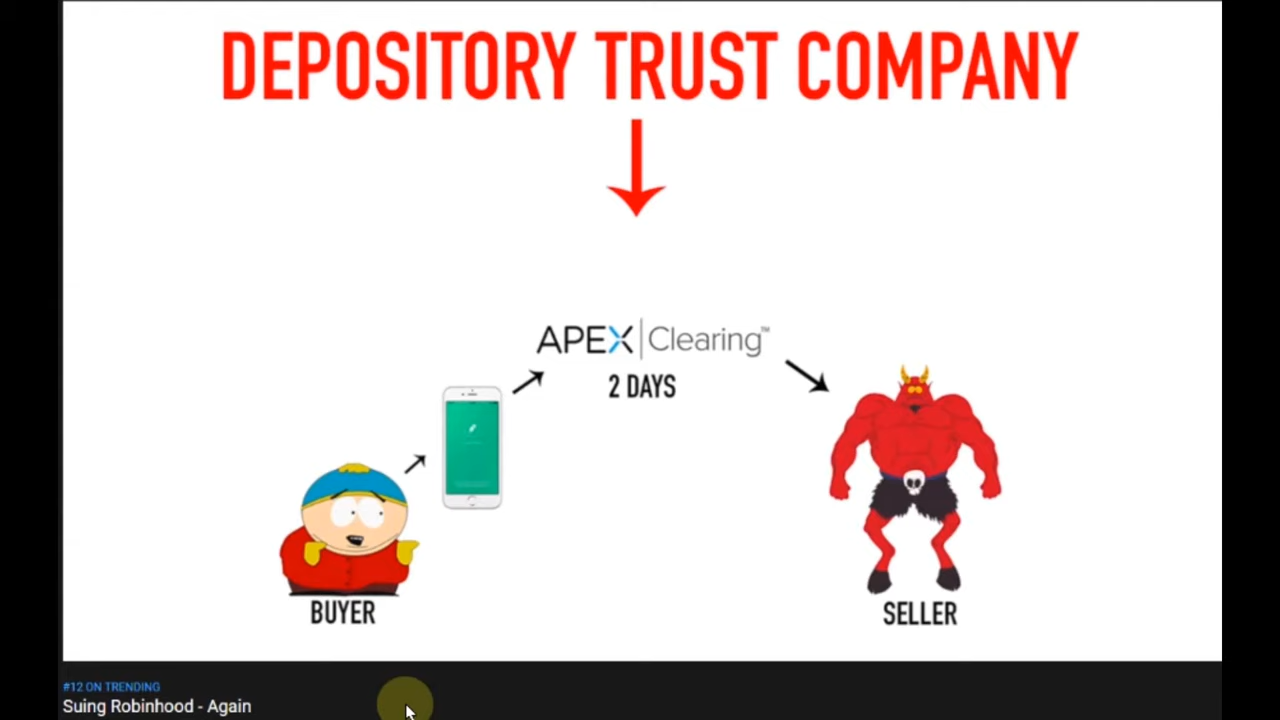 DEPOSITORY TRUST COMPANY
APEX | Clearing™
2 DAYS
BUYER
SELLER
#12 ON TRENDING
Suing Robinhood - Again